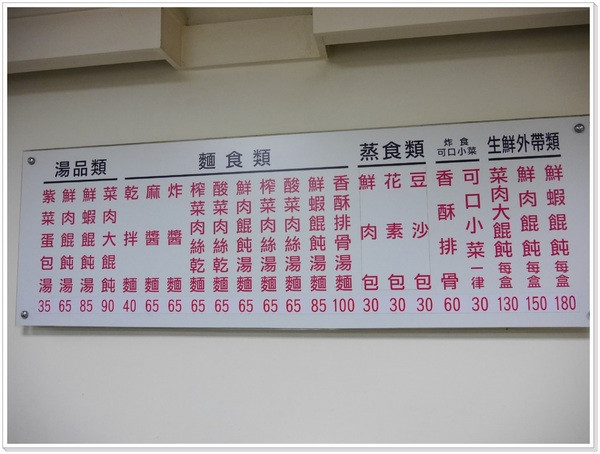 湯品類
紫菜蛋包湯 35
鮮肉餛飩湯 65
鮮蝦餛飩湯 85
菜肉大餛飩 90
麵食類
乾拌麵 40
麻醬麵 65
炸醬麵 65
榨菜肉絲乾麵 65
酸菜肉絲乾麵 65
鮮肉餛飩湯麵 65
榨菜肉絲湯麵 65
酸菜肉絲湯麵 65
鮮蝦餛飩湯麵 85
香酥排骨湯麵 100
蒸食類
鮮肉包 30
花素包 30
豆沙包 30
炸食
可口小菜
香酥排骨 60
可口小菜一律 30
生鮮外帶類
菜肉大餛飩每盒 130
鮮肉餛飩每盒 150
鮮蝦餛飩每盒 180